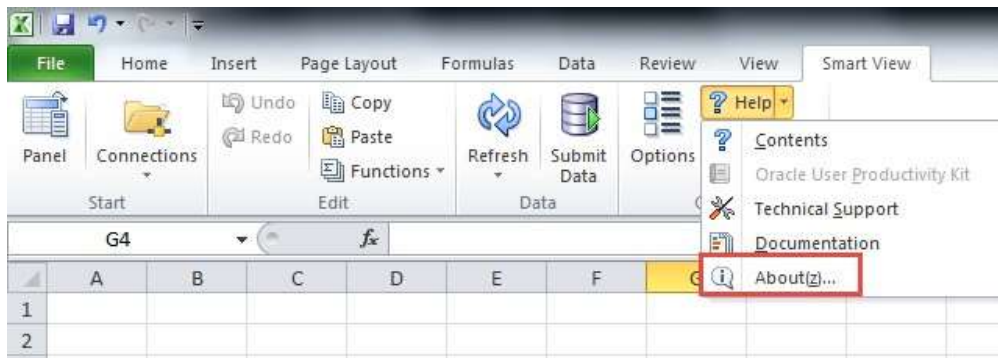 File Home Insert Page Layout Formulas Data Review View Smart View
Undo Copy Help
Redo Paste Contents
Panel Connections Functions Refresh Submit Data Options Oracle User Productivity Kit
Start Edit Data Technical Support
G4 fx Documentation
A B C D E F About(z)...
1
2